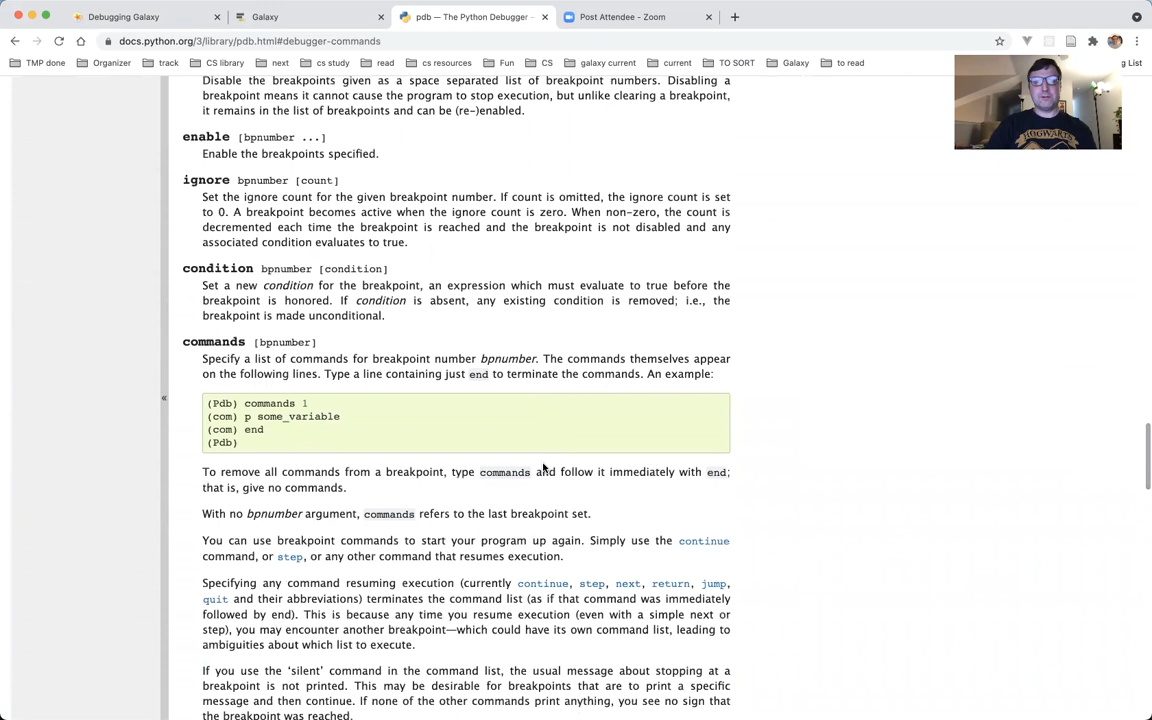 Debugging Galaxy
Galaxy
pdb — The Python Debugger –
Post Attendee - Zoom
docs.python.org/3/library/pdb.html#debugger-commands
TMP done
Organizer
track
CS library
next
cs study
read
cs resources
Fun
CS
galaxy current
current
TO SORT
Galaxy
to read
g List
HOGWARTS
Disable the breakpoints given as a space separated list of breakpoint numbers. Disabling a
breakpoint means it cannot cause the program to stop execution, but unlike clearing a breakpoint,
it remains in the list of breakpoints and can be (re-)enabled.
enable [bpnumber ...]
Enable the breakpoints specified.
ignore bpnumber [count]
Set the ignore count for the given breakpoint number. If count is omitted, the ignore count is set
to 0. A breakpoint becomes active when the ignore count is zero. When non-zero, the count is
decremented each time the breakpoint is reached and the breakpoint is not disabled and any
associated condition evaluates to true.
condition bpnumber [condition]
Set a new condition for the breakpoint, an expression which must evaluate to true before the
breakpoint is honored. If condition is absent, any existing condition is removed; i.e., the
breakpoint is made unconditional.
commands [bpnumber]
Specify a list of commands for breakpoint number bpnumber. The commands themselves appear
on the following lines. Type a line containing just end to terminate the commands. An example:
(Pdb) commands 1
(com) p some_variable
(com) end
(Pdb)
To remove all commands from a breakpoint, type commands and follow it immediately with end;
that is, give no commands.
With no bpnumber argument, commands refers to the last breakpoint set.
You can use breakpoint commands to start your program up again. Simply use the continue
command, or step, or any other command that resumes execution.
Specifying any command resuming execution (currently continue, step, next, return, jump,
quit and their abbreviations) terminates the command list (as if that command was immediately
followed by end). This is because any time you resume execution (even with a simple next or
step), you may encounter another breakpoint—which could have its own command list, leading to
ambiguities about which list to execute.
If you use the ‘silent’ command in the command list, the usual message about stopping at a
breakpoint is not printed. This may be desirable for breakpoints that are to print a specific
message and then continue. If none of the other commands print anything, you see no sign that
the breakpoint was reached.
«